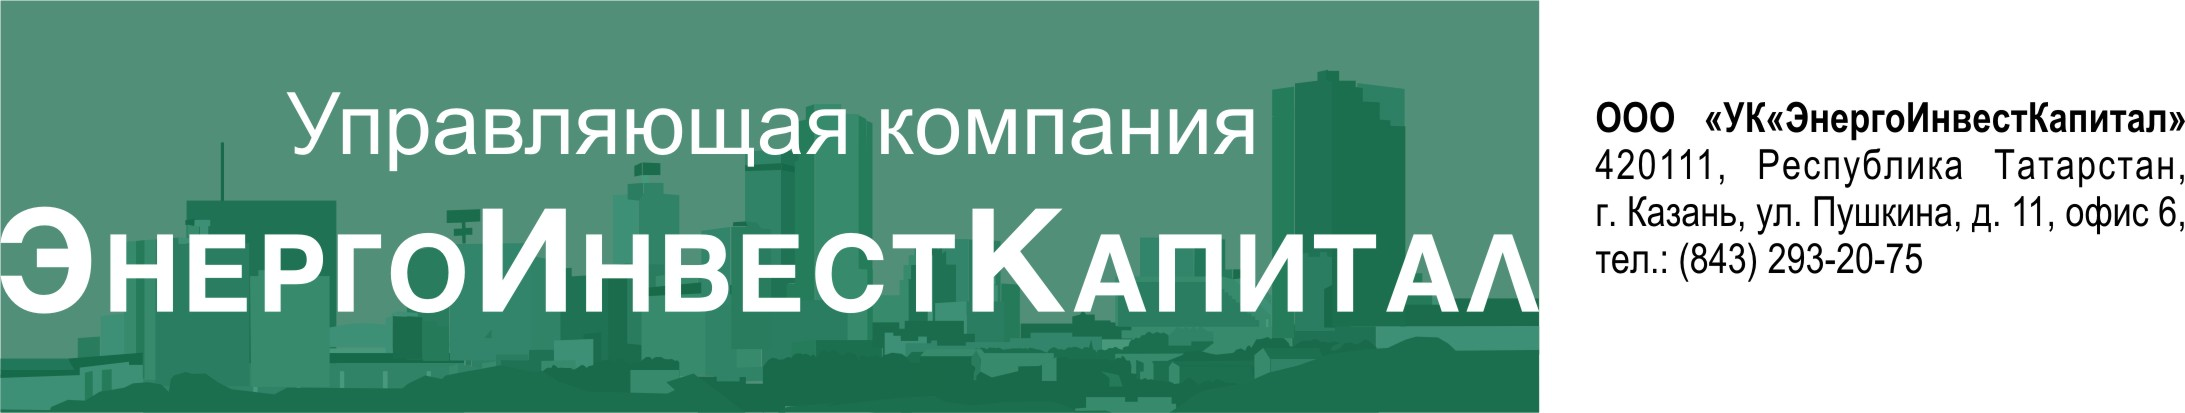 Управляющая компания
ЭнергоИнвестКапитал
ООО «УК«ЭнергоИнвестКапитал»
420111, Республика Татарстан,
г. Казань, ул. Пушкина, д. 11, офис 6,
тел.: (843) 293-20-75